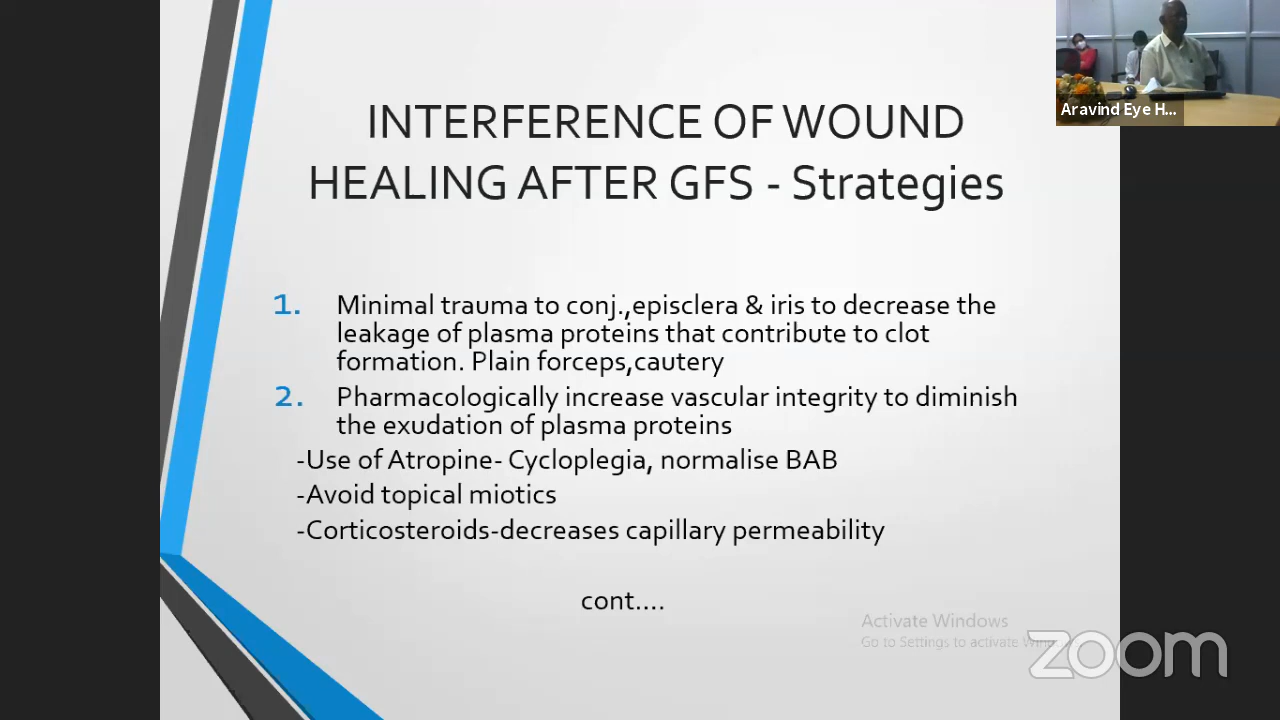 Aravind Eye H...
INTERFERENCE OF WOUND
HEALING AFTER GFS - Strategies
1. Minimal trauma to conj.,episclera & iris to decrease the
leakage of plasma proteins that contribute to clot
formation. Plain forceps,cautery
2. Pharmacologically increase vascular integrity to diminish
the exudation of plasma proteins
-Use of Atropine- Cycloplegia, normalise BAB
-Avoid topical miotics
-Corticosteroids-decreases capillary permeability
cont....
Activate Windows
Go to Settings to activate
zoom